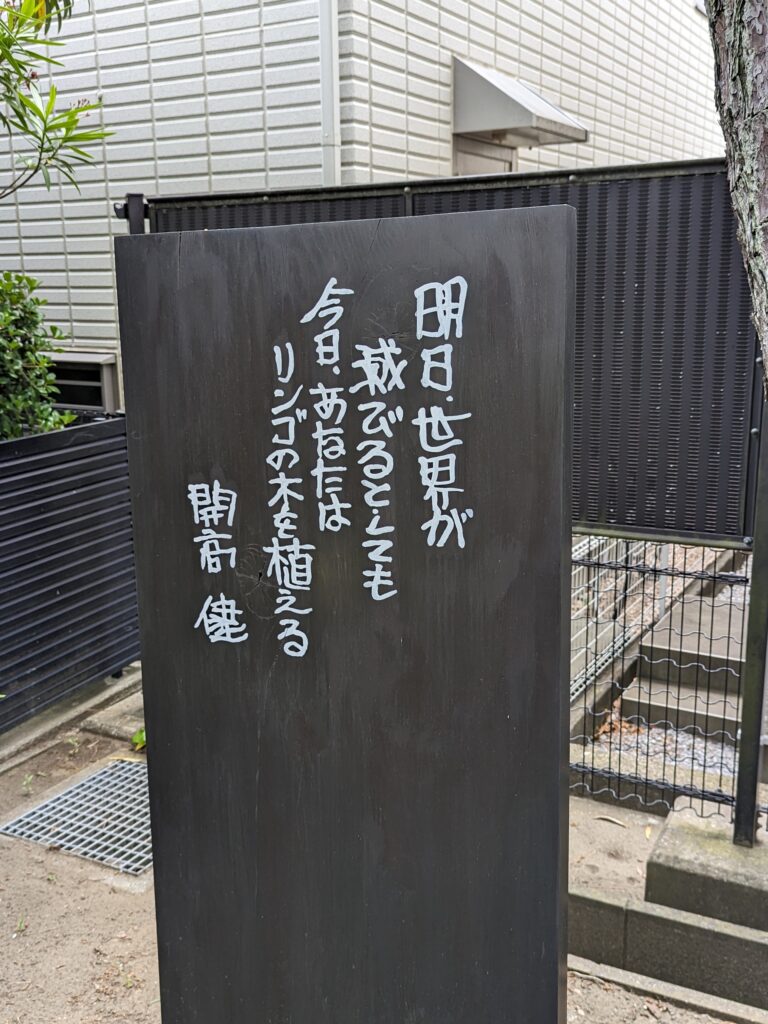 明日、世界が
滅びるとしても
今日、あなたは
リンゴの木を植える
開高 健